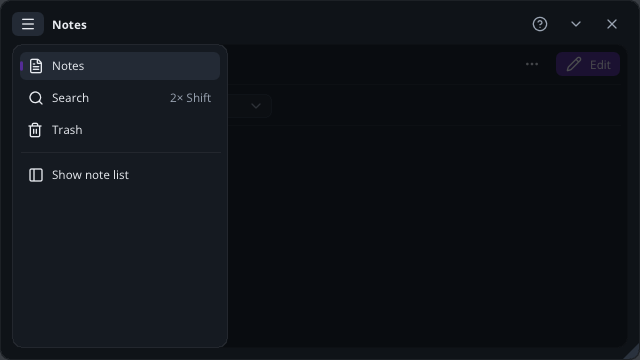 Notes
Edit
Notes
Search 2× Shift
Trash
Show note list